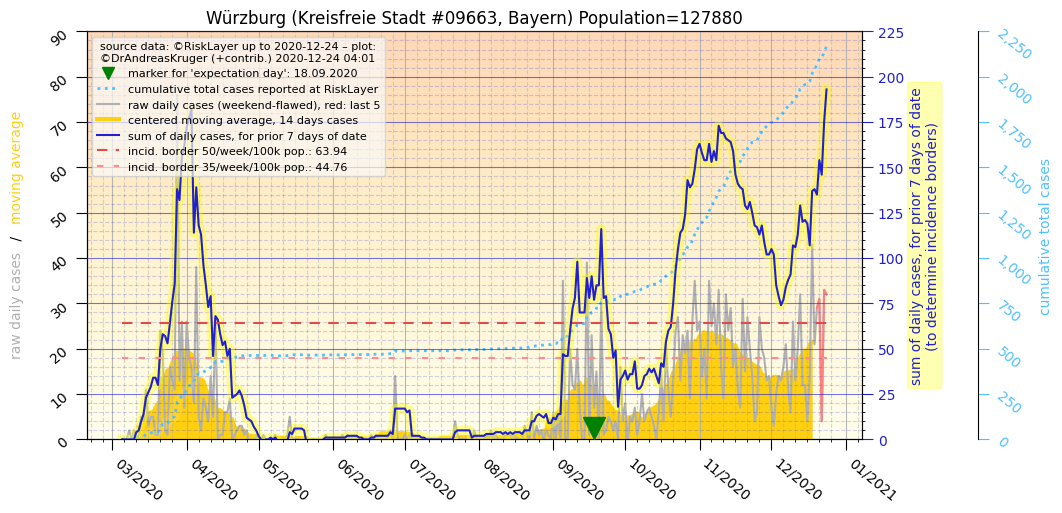 Würzburg (Kreisfreie Stadt #09663, Bayern) Population=127880
source data: ©RiskLayer up to 2020-12-24 – plot:
©DrAndreasKruger (+contrib.) 2020-12-24 04:01
marker for 'expectation day': 18.09.2020
cumulative total cases reported at RiskLayer
raw daily cases (weekend-flawed), red: last 5
centered moving average, 14 days cases
sum of daily cases, for prior 7 days of date
incid. border 50/week/100k pop.: 63.94
incid. border 35/week/100k pop.: 44.76
raw daily cases / moving average
90
80
70
60
50
40
30
20
10
0
225
200
175
150
125
100
75
50
25
0
sum of daily cases, for prior 7 days of date
(to determine incidence borders)
2,250
2,000
1,750
1,500
1,250
1,000
750
500
250
0
cumulative total cases
03/2020
04/2020
05/2020
06/2020
07/2020
08/2020
09/2020
10/2020
11/2020
12/2020
01/2021